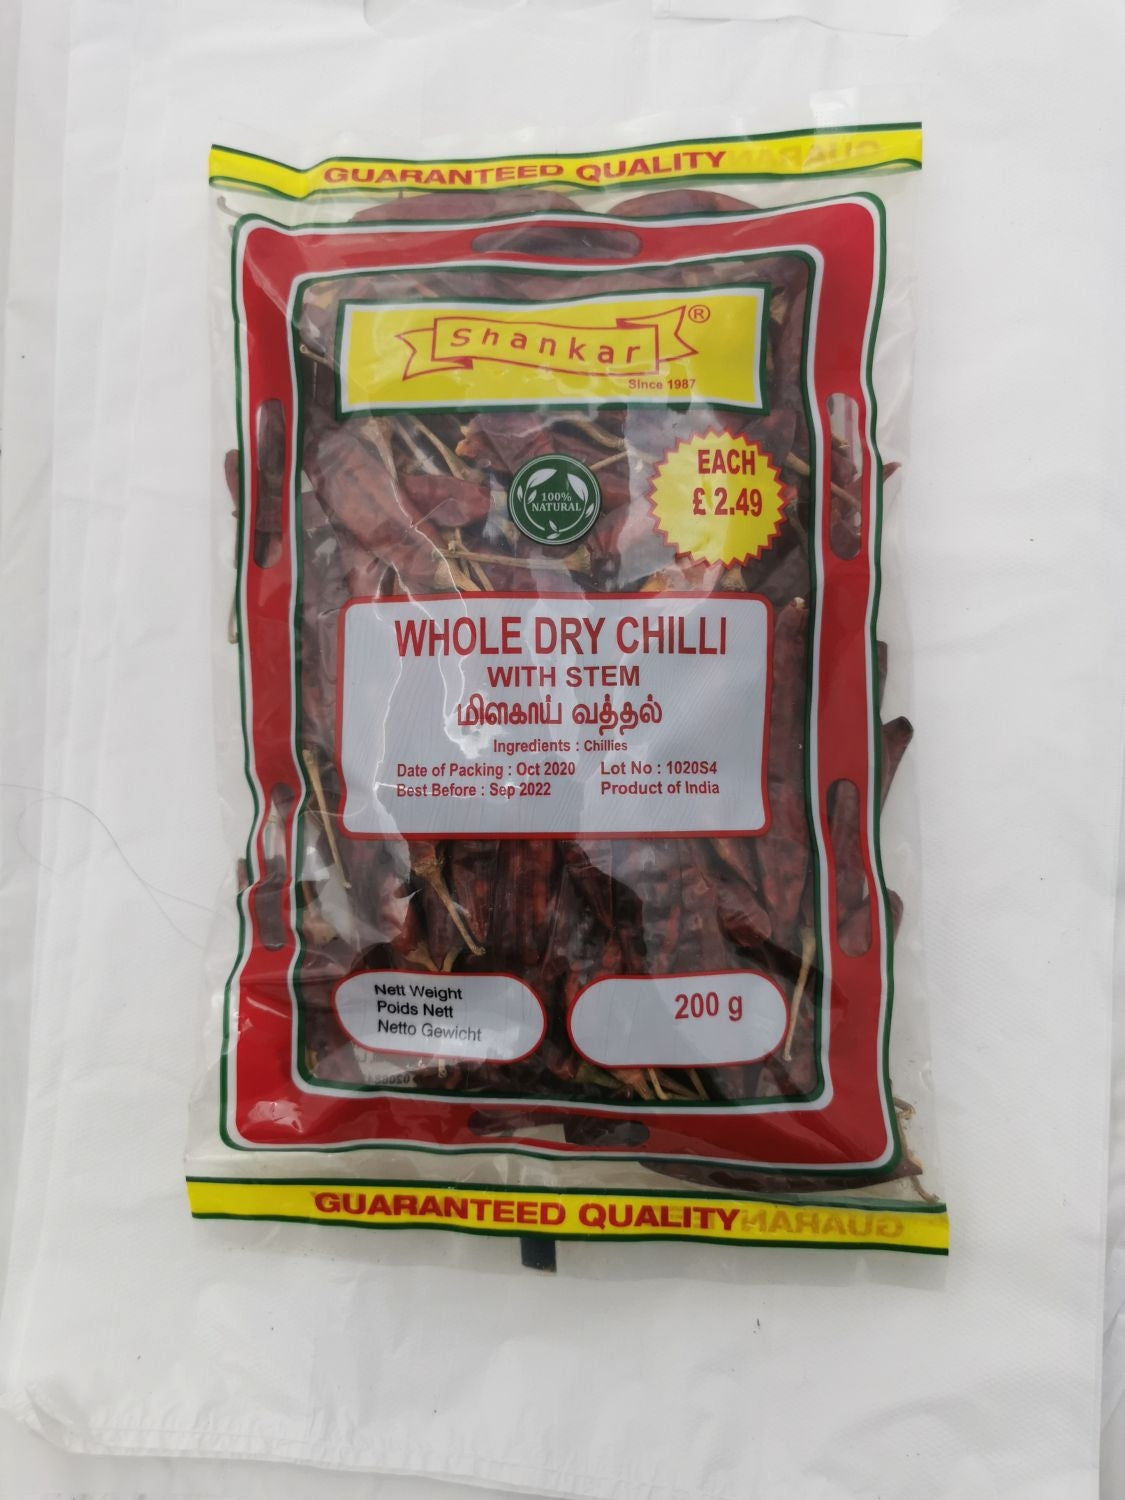 GUARANTEED QUALITY
Shankar®
Since 1987
100%
NATURAL
EACH
£ 2.49
WHOLE DRY CHILLI
WITH STEM
மிளகாய் வத்தல்
Ingredients : Chillies
Date of Packing : Oct 2020 Lot No : 1020S4
Best Before : Sep 2022 Product of India
Nett Weight
Poids Nett
Netto Gewicht
200 g
GUARANTEED QUALITY